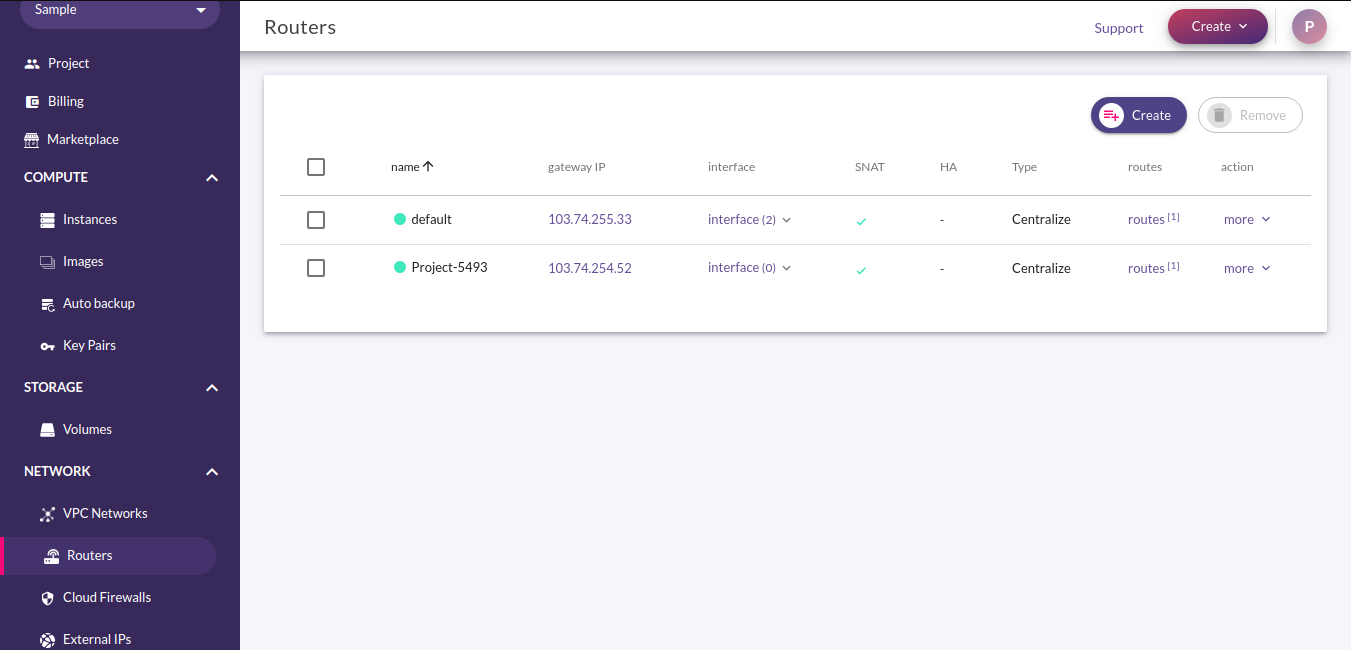 Sample
Project
Billing
Marketplace
COMPUTE
Instances
Images
Auto backup
Key Pairs
STORAGE
Volumes
NETWORK
VPC Networks
Routers
Cloud Firewalls
External IPs
Routers
Support
Create
P
Create
Remove
name gateway IP interface SNAT HA Type routes action
default 103.74.255.33 interface (2) - Centralize routes [1] more
Project-5493 103.74.254.52 interface (0) - Centralize routes [1] more